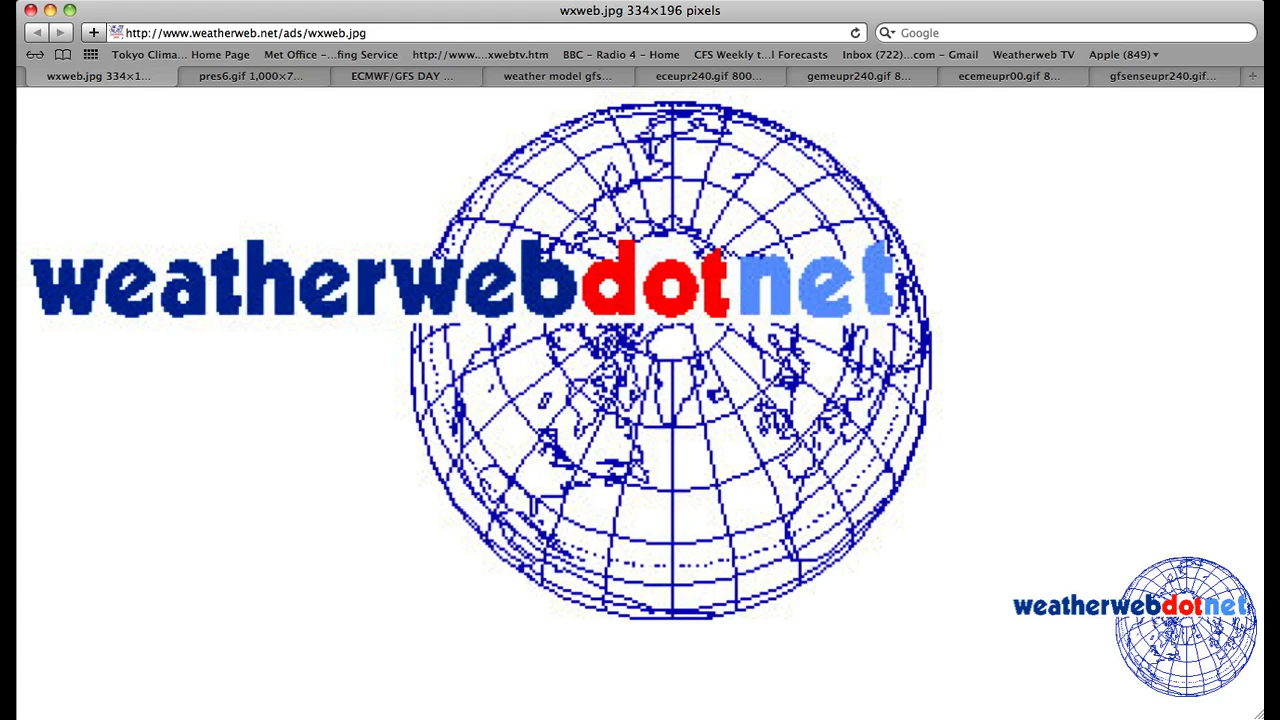 wxweb.jpg 334×196 pixels
http://www.weatherweb.net/ads/wxweb.jpg
Google
Tokyo Clima... Home Page Met Office - ...fing Service http://www....xwebtv.htm BBC - Radio 4 - Home CFS Weekly t...l Forecasts Inbox (722)...com - Gmail Weatherweb TV Apple (849)
wxweb.jpg 334×1... pres6.gif 1,000×7... ECMWF/GFS DAY ... weather model gfs... eceupr240.gif 800... gemeupr240.gif 8... ecemeupr00.gif 8... gfsenseupr240.gif...
weatherwebdotnet
weatherwebdotnet